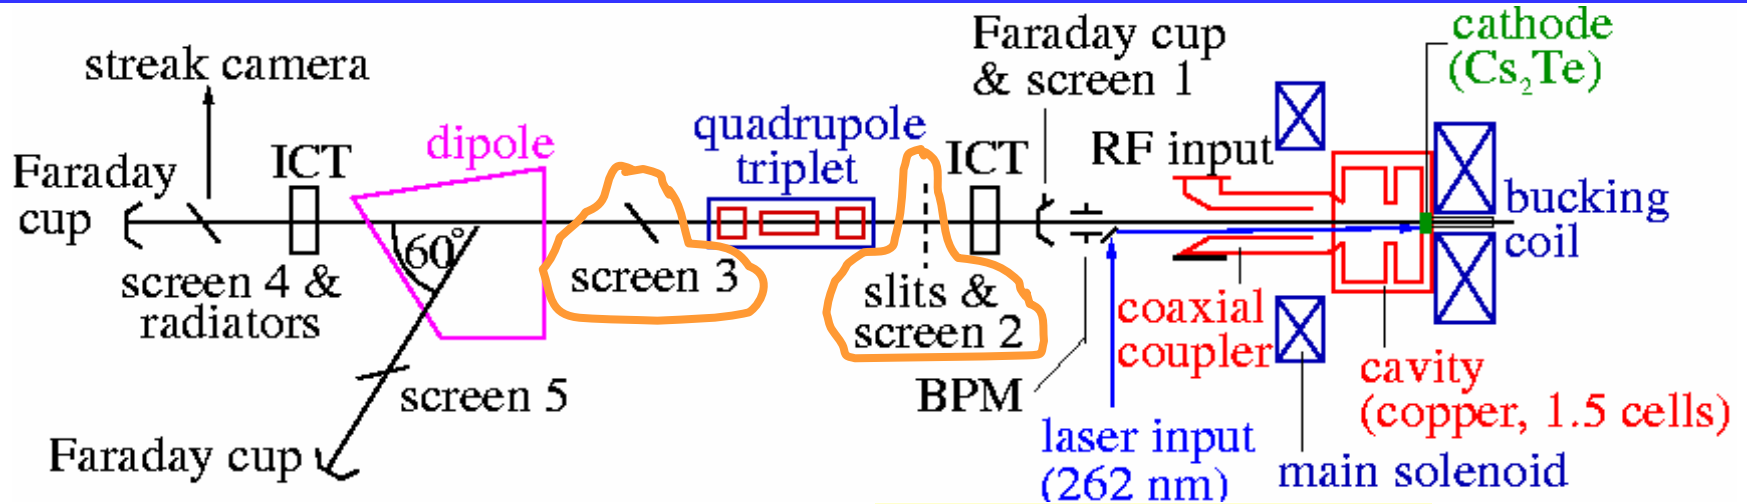 streak camera
Faraday
cup
ICT
screen 4 &
radiators
dipole
60°
screen 5
Faraday cup
screen 3
quadrupole
triplet
slits &
screen 2
ICT
Faraday cup
& screen 1
BPM
RF input
laser input
(262 nm)
coaxial
coupler
main solenoid
cavity
(copper, 1.5 cells)
cathode
(Cs₂Te)
bucking
coil